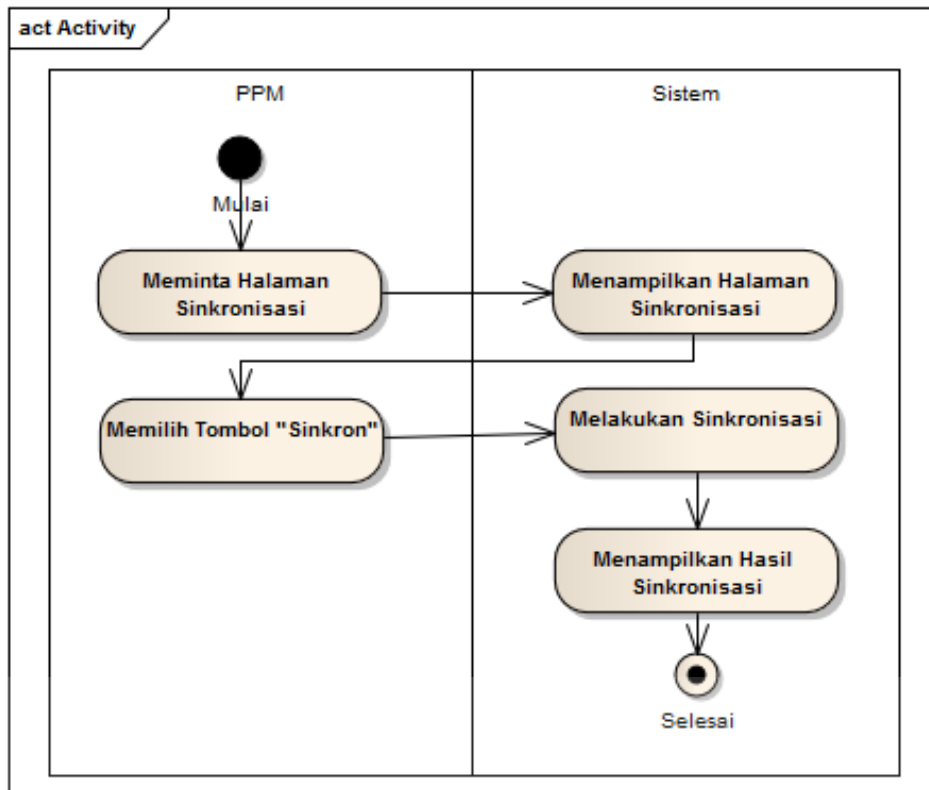 act Activity
PPM
Sistem
Mulai
Meminta Halaman
Sinkronisasi
Menampilkan Halaman
Sinkronisasi
Memilih Tombol "Sinkron"
Melakukan Sinkronisasi
Menampilkan Hasil
Sinkronisasi
Selesai